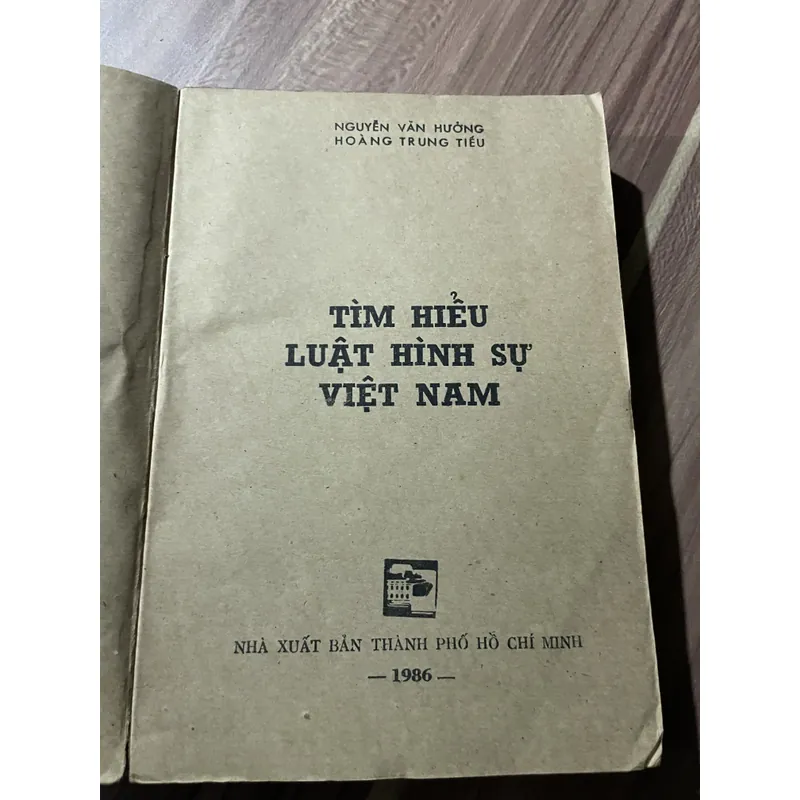 NGUYỄN VĂN HƯỞNG
HOÀNG TRUNG TIẾU
TÌM HIỂU
LUẬT HÌNH SỰ
VIỆT NAM
NHÀ XUẤT BẢN THÀNH PHỐ HỒ CHÍ MINH
— 1986 —